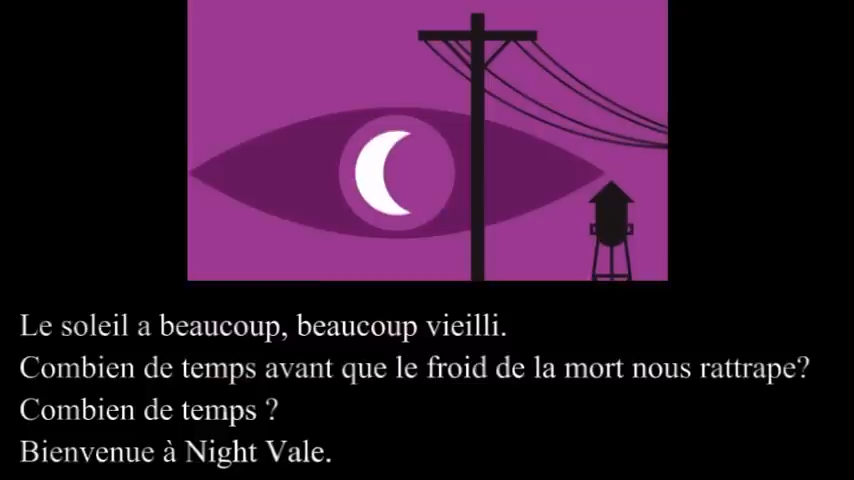 Le soleil a beaucoup, beaucoup vieilli.
Combien de temps avant que le froid de la mort nous rattrape?
Combien de temps ?
Bienvenue à Night Vale.